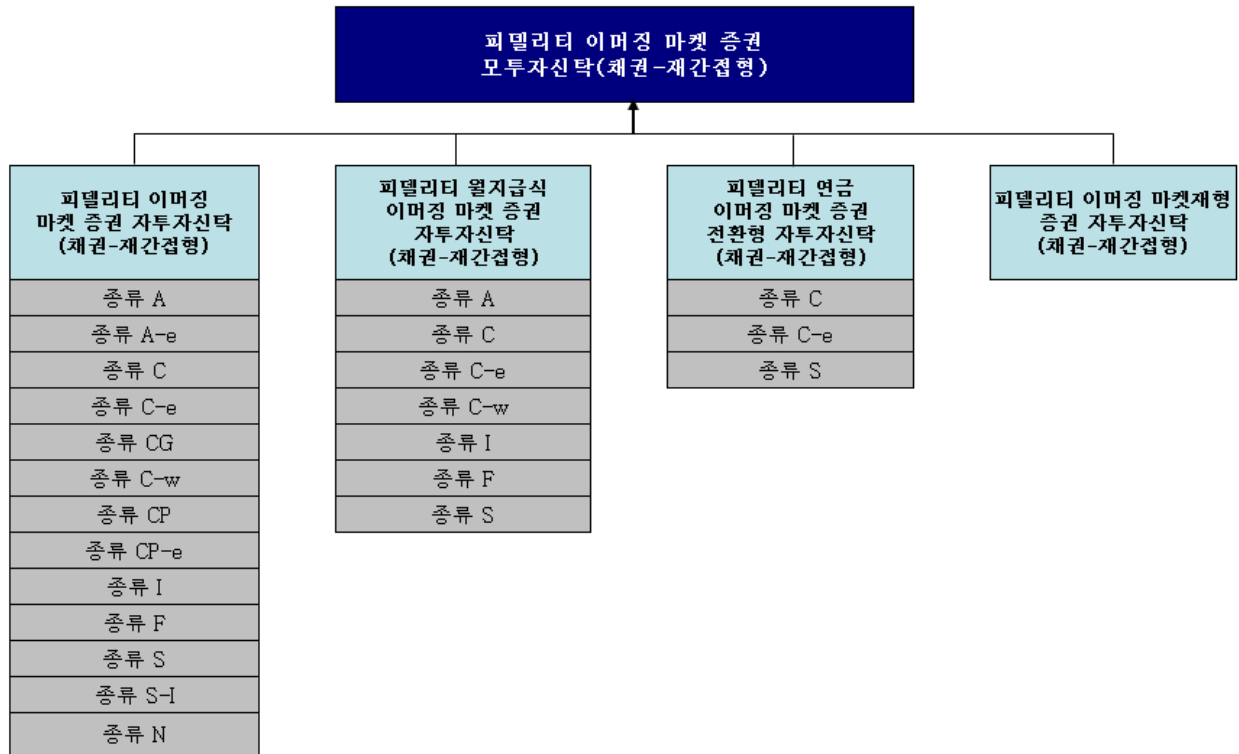 피델리티 이머징 마켓 증권
모투자신탁(채권-재간접형)
피델리티 이머징
마켓 증권 자투자신탁
(채권-재간접형)
종류 A
종류 A-e
종류 C
종류 C-e
종류 CG
종류 C-w
종류 CP
종류 CP-e
종류 I
종류 F
종류 S
종류 S-I
종류 N
피델리티 월지급식
이머징 마켓 증권
자투자신탁
(채권-재간접형)
종류 A
종류 C
종류 C-e
종류 C-w
종류 I
종류 F
종류 S
피델리티 연금
이머징 마켓 증권
전환형 자투자신탁
(채권-재간접형)
종류 C
종류 C-e
종류 S
피델리티 이머징 마켓재형
증권 자투자신탁
(채권-재간접형)